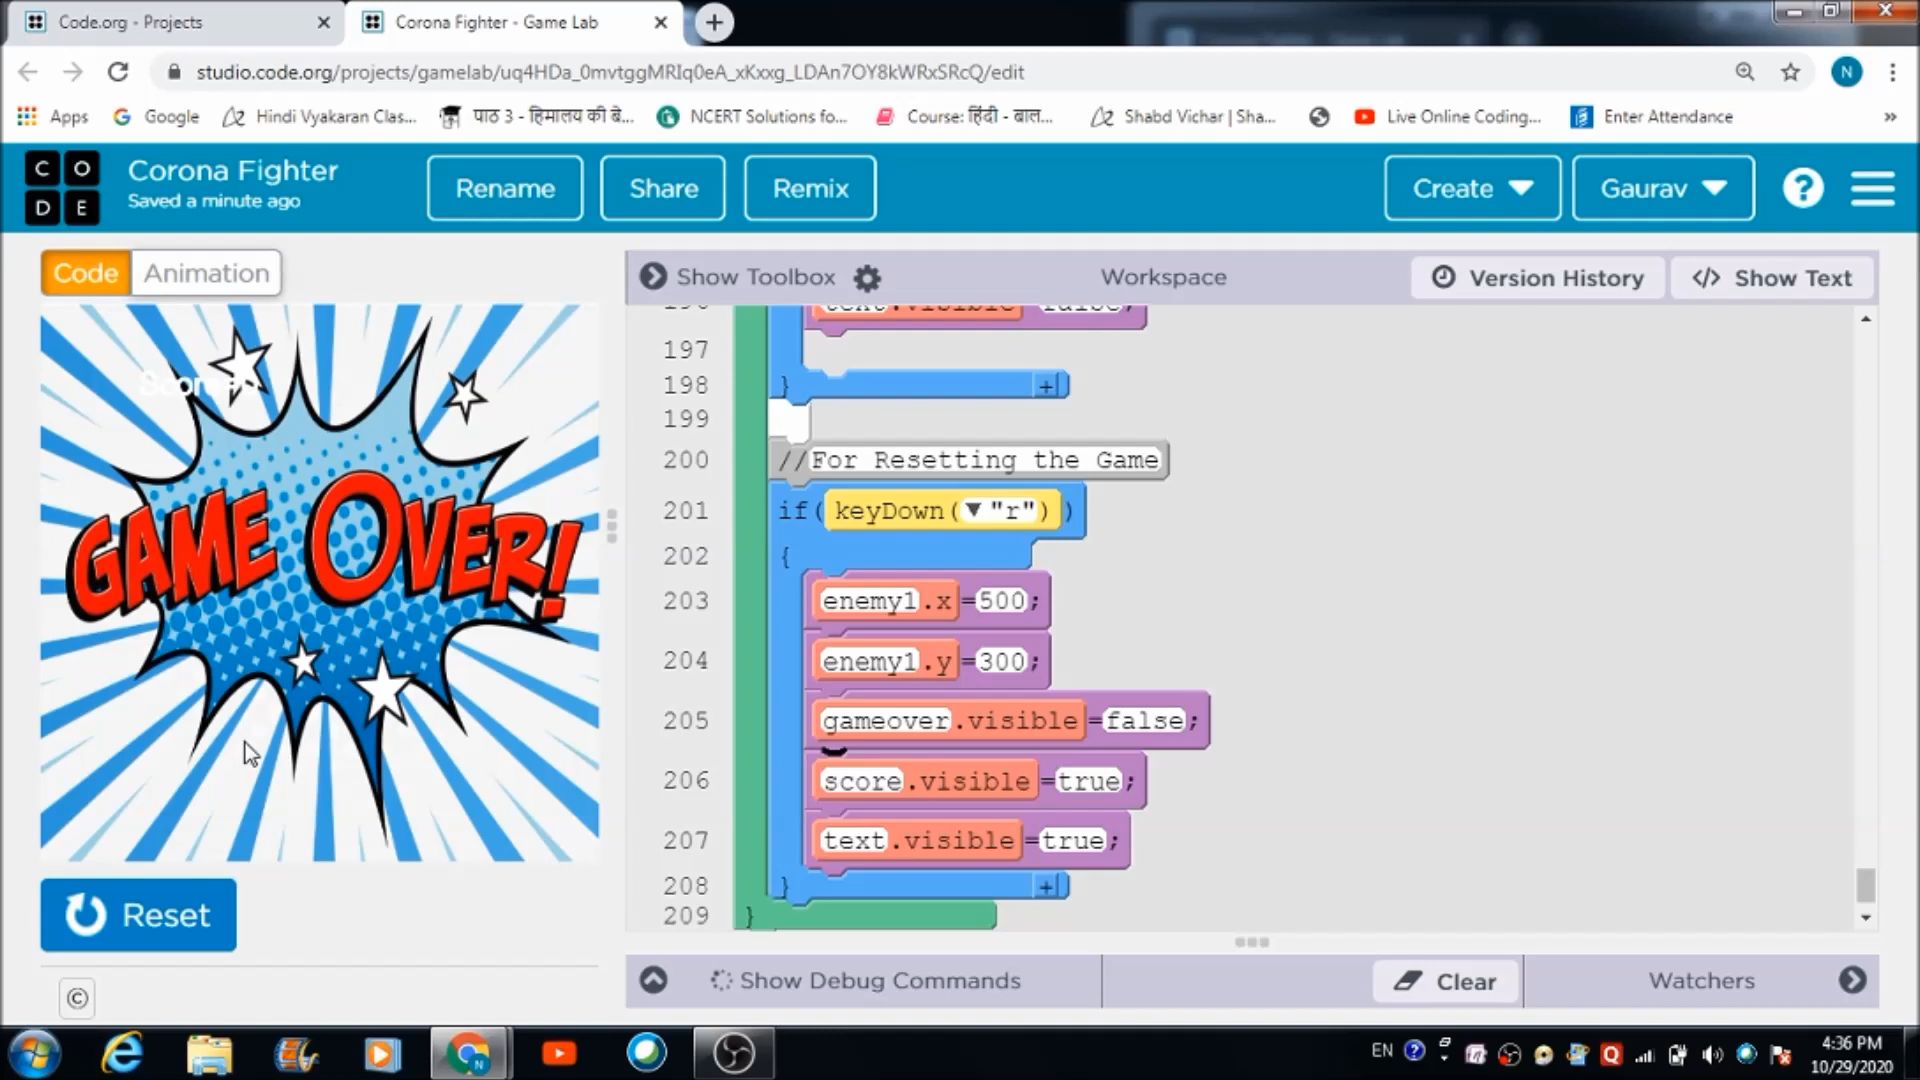 Code.org - Projects
Corona Fighter - Game Lab
studio.code.org/projects/gamelab/uq4HDa_0mvtggMRIq0eA_xKxxg_LDAn7OY8kWRxSRcQ/edit
N
Apps
Google
Hindi Vyakaran Clas...
पाठ 3 - हिमालय की बे...
NCERT Solutions fo...
Course: हिंदी - बाल...
Shabd Vichar | Sha...
Live Online Coding...
Enter Attendance
»
C O D E
Corona Fighter
Saved a minute ago
Rename
Share
Remix
Create
Gaurav
?
Code
Animation
Show Toolbox
Workspace
Version History
</> Show Text
Score
GAME OVER!
Reset
©
197
198 }
199
200 //For Resetting the Game
201 if(keyDown("r"))
202 {
203 enemy1.x=500;
204 enemy1.y=300;
205 gameover.visible=false;
206 score.visible=true;
207 text.visible=true;
208 }
209 }
Show Debug Commands
Clear
Watchers
EN
4:36 PM
10/29/2020